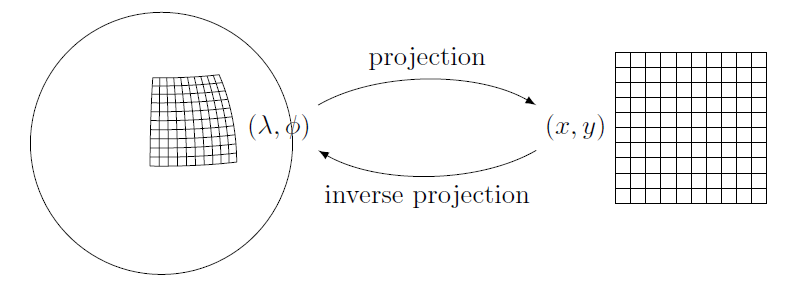 projection
(λ, ϕ)
(x, y)
inverse projection